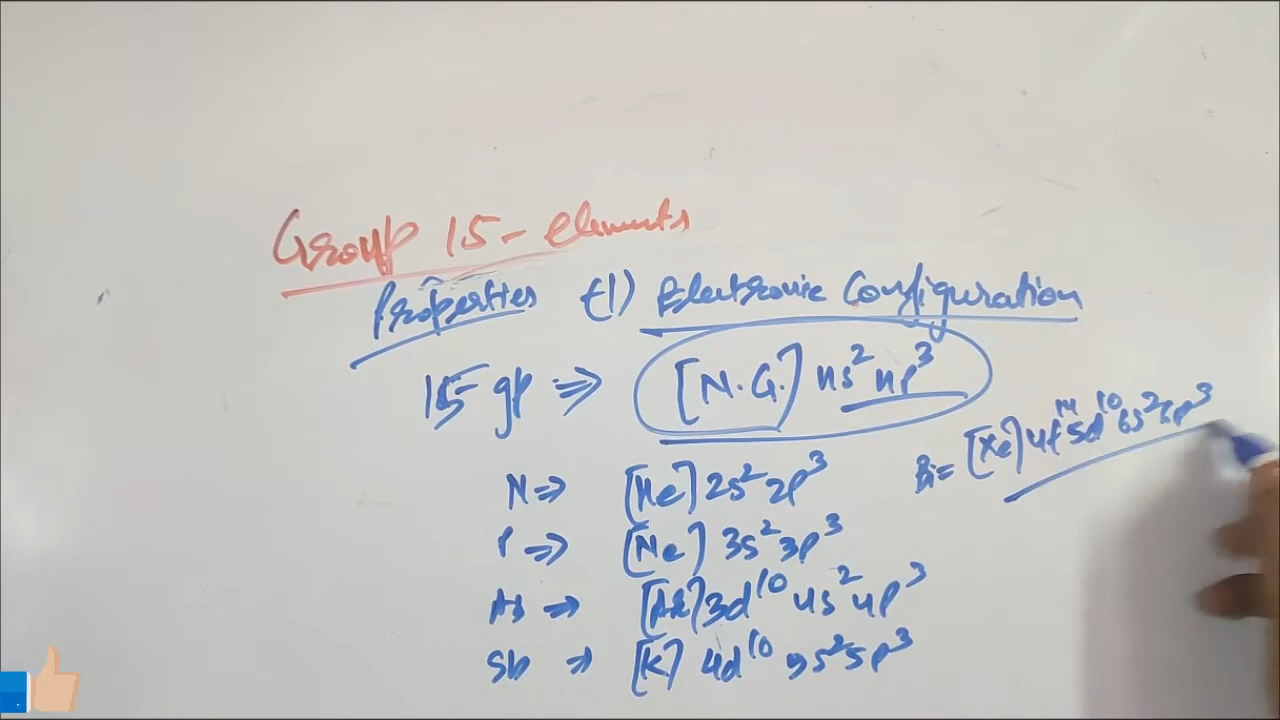 Group 15- elements
Properties (1) Electronic Configuration
15 gp ⇒ [N.G.] ns² np³
N ⇒ [He] 2s² 2p³
P ⇒ [Ne] 3s² 3p³
As ⇒ [Ar] 3d¹⁰ 4s² 4p³
Sb ⇒ [K] 4d¹⁰ 5s² 5p³
Bi = [Xe] 4f¹⁴ 5d¹⁰ 6s² 6p³